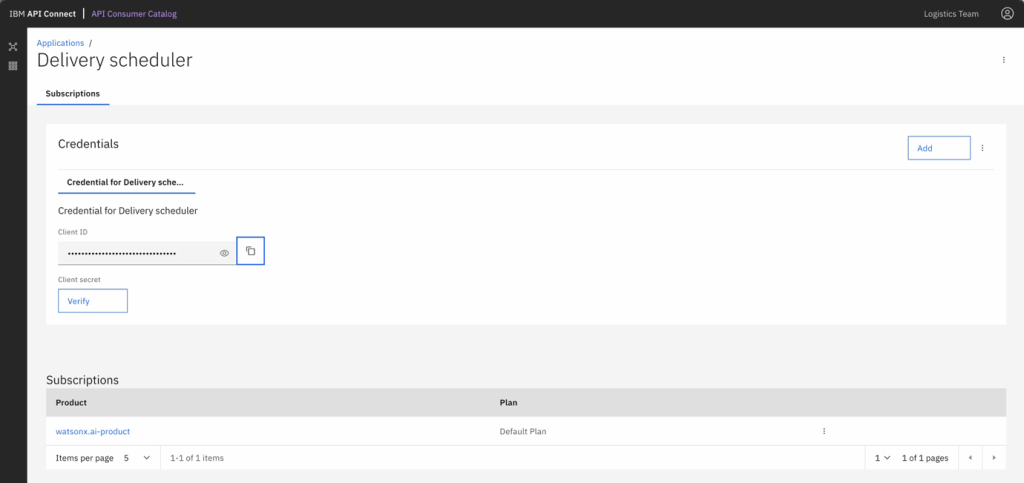 IBM API Connect | API Consumer Catalog
Logistics Team
Applications /
Delivery scheduler
Subscriptions
Credentials
Add
Credential for Delivery sche...
Credential for Delivery scheduler
Client ID
••••••••••••••••••••••••••••••••
Client secret
Verify
Subscriptions
Product Plan
watsonx.ai-product Default Plan
Items per page 5 1-1 of 1 items 1 1 of 1 pages